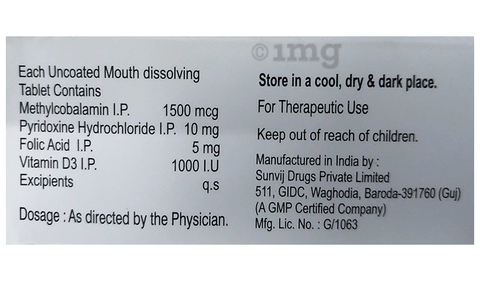 ©1mg
Each Uncoated Mouth dissolving
Tablet Contains
Methylcobalamin I.P. 1500 mcg
Pyridoxine Hydrochloride I.P. 10 mg
Folic Acid I.P. 5 mg
Vitamin D3 I.P. 1000 I.U
Excipients q.s
Dosage : As directed by the Physician.
Store in a cool, dry & dark place.
For Therapeutic Use
Keep out of reach of children.
Manufactured in India by :
Sunvij Drugs Private Limited
511, GIDC, Waghodia, Baroda-391760 (Guj)
(A GMP Certified Company)
Mfg. Lic. No. : G/1063